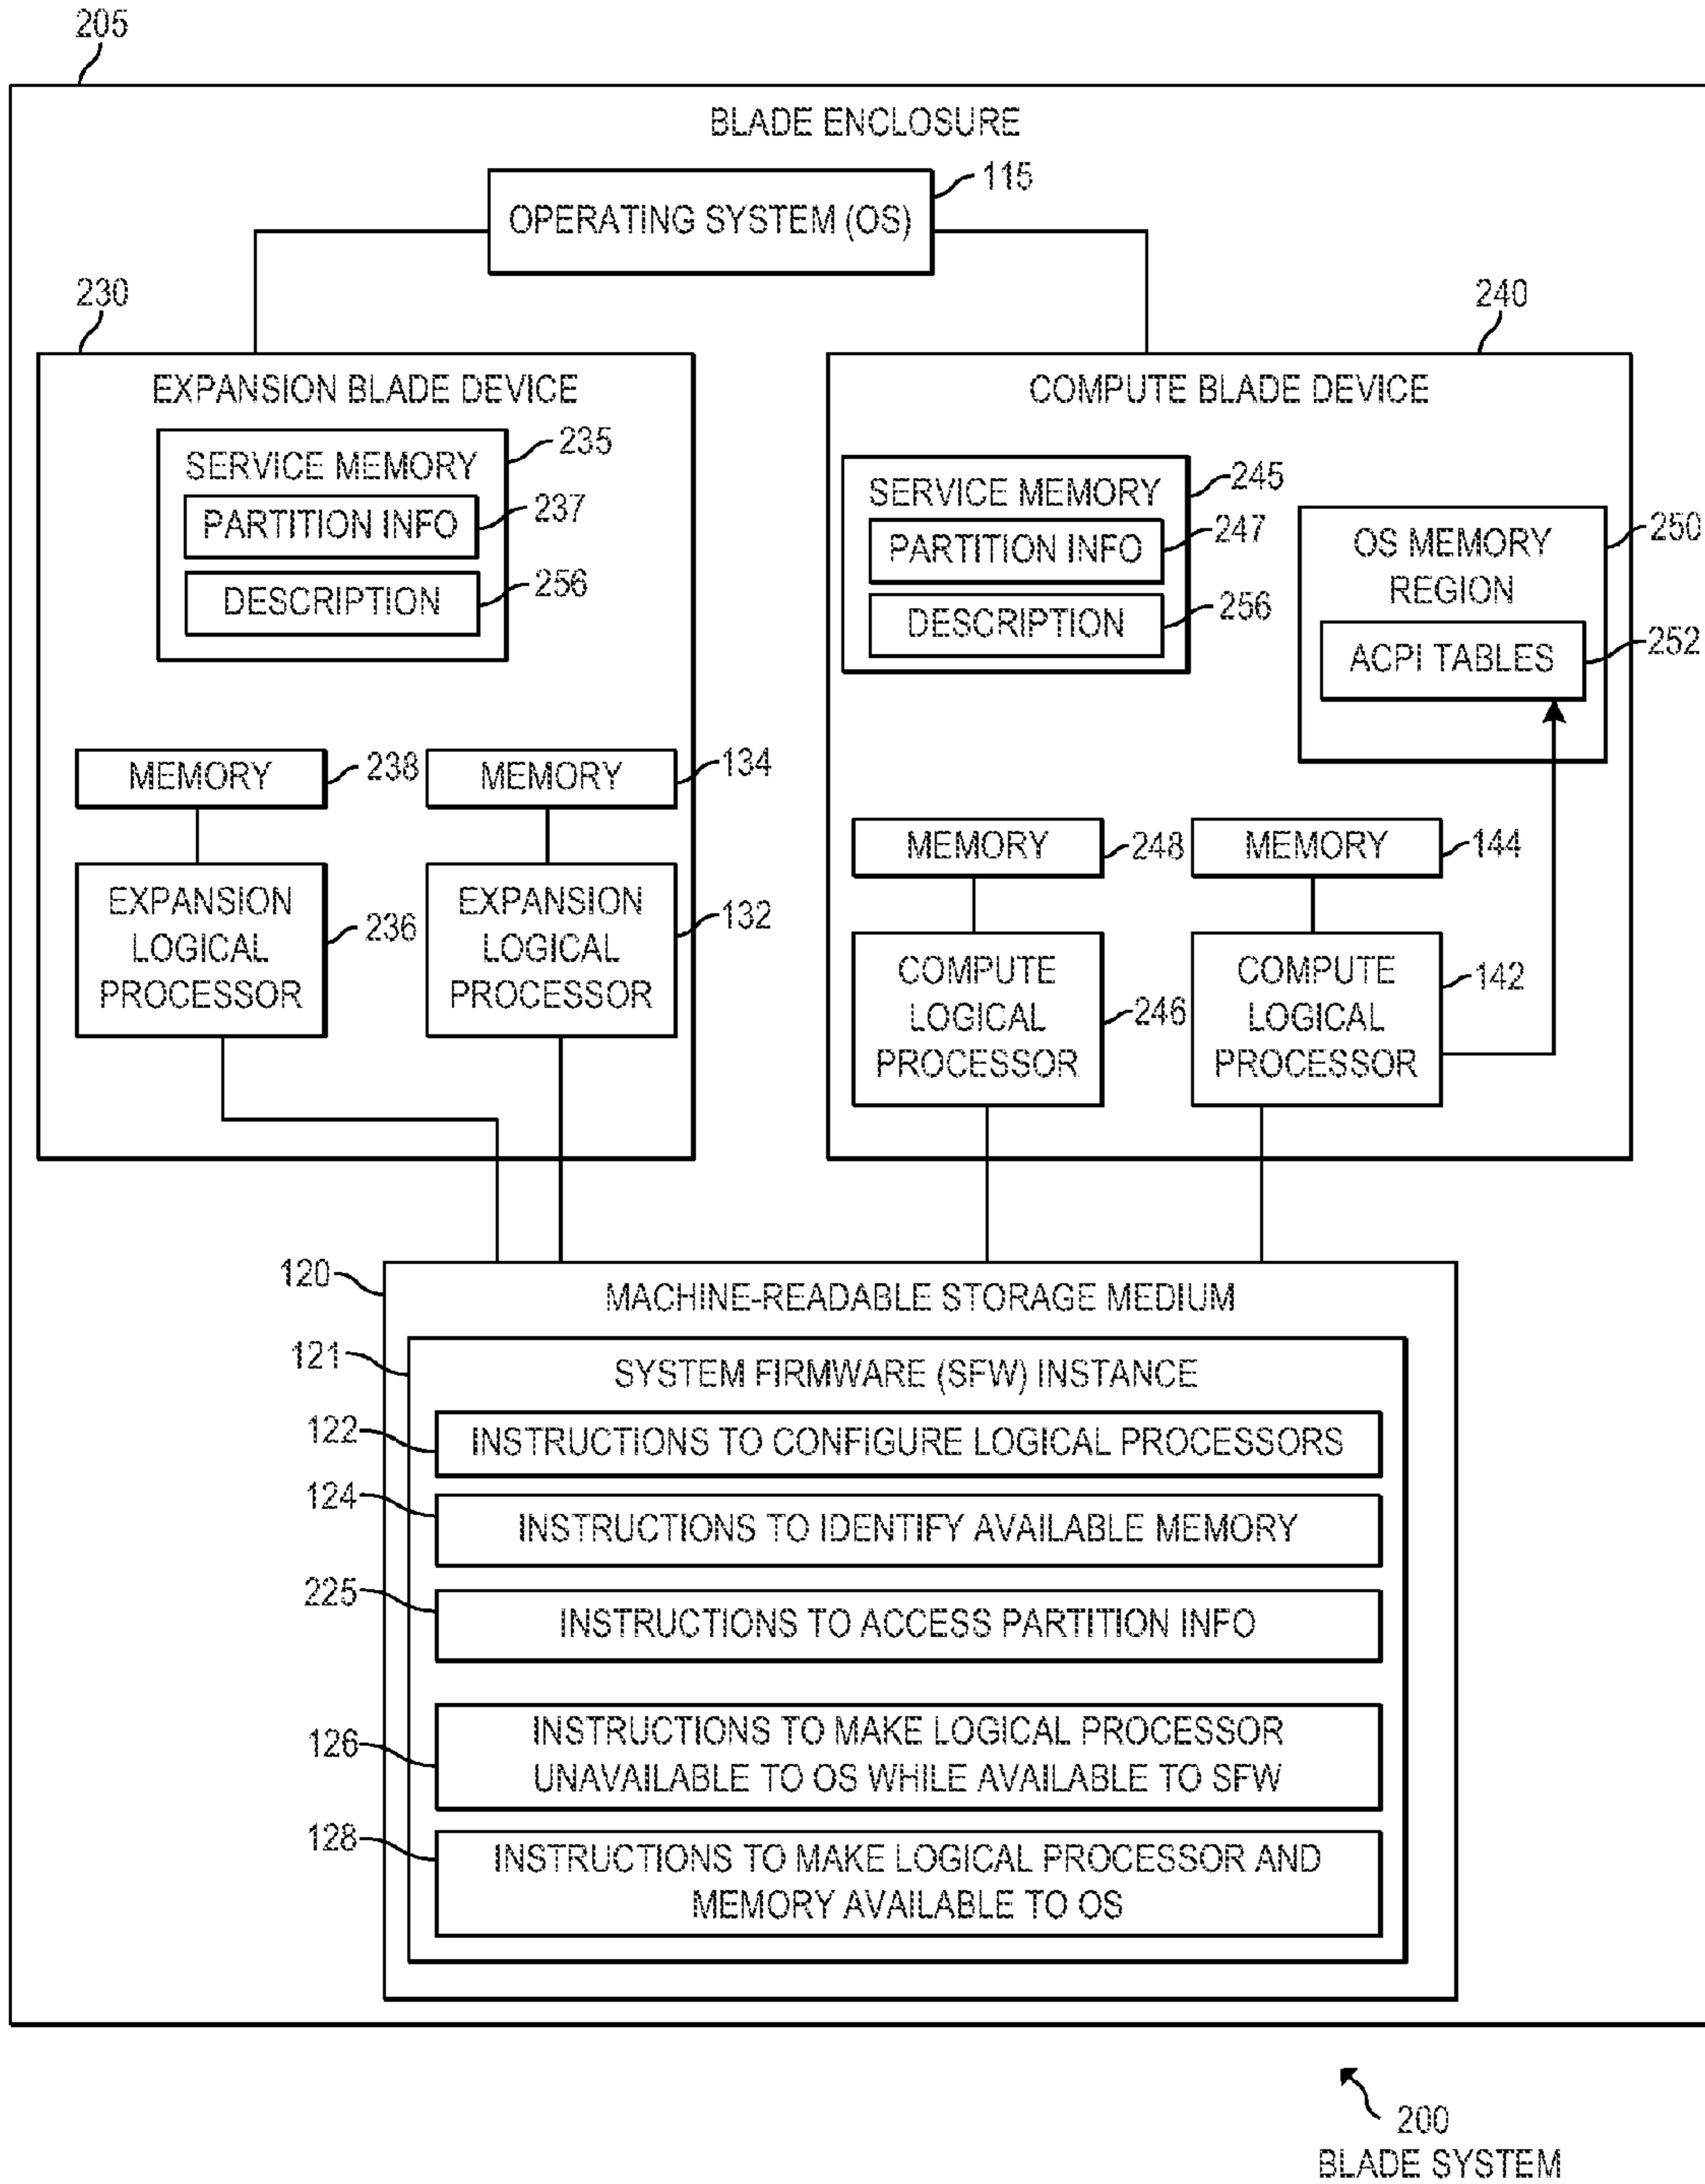 205
BLADE ENCLOSURE
115
OPERATING SYSTEM (OS)
230
240
EXPANSION BLADE DEVICE
COMPUTE BLADE DEVICE
235
SERVICE MEMORY
237
PARTITION INFO
256
DESCRIPTION
245
SERVICE MEMORY
247
PARTITION INFO
256
DESCRIPTION
250
OS MEMORY
REGION
252
ACPI TABLES
MEMORY
238
MEMORY
134
EXPANSION
LOGICAL
PROCESSOR
236
EXPANSION
LOGICAL
PROCESSOR
132
MEMORY
248
MEMORY
144
COMPUTE
LOGICAL
PROCESSOR
246
COMPUTE
LOGICAL
PROCESSOR
142
120
MACHINE-READABLE STORAGE MEDIUM
121
SYSTEM FIRMWARE (SFW) INSTANCE
122
INSTRUCTIONS TO CONFIGURE LOGICAL PROCESSORS
124
INSTRUCTIONS TO IDENTIFY AVAILABLE MEMORY
225
INSTRUCTIONS TO ACCESS PARTITION INFO
126
INSTRUCTIONS TO MAKE LOGICAL PROCESSOR
UNAVAILABLE TO OS WHILE AVAILABLE TO SFW
128
INSTRUCTIONS TO MAKE LOGICAL PROCESSOR AND
MEMORY AVAILABLE TO OS
200
BLADE SYSTEM